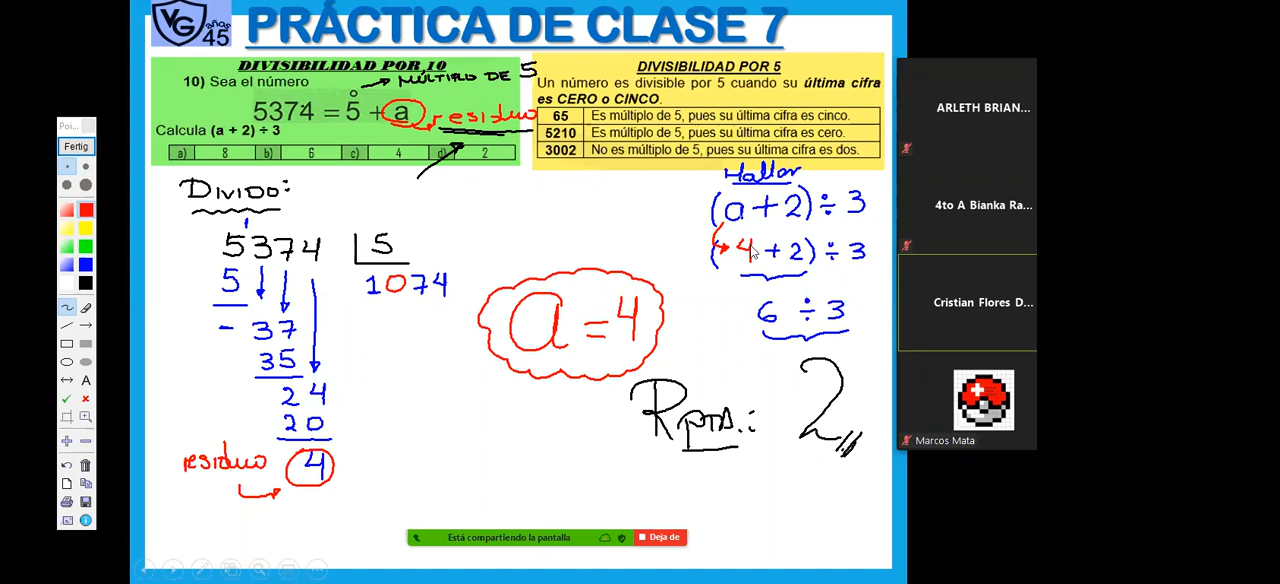 VG
años
45
PRÁCTICA DE CLASE 7
DIVISIBILIDAD POR 10
10) Sea el número
MÚLTIPLO DE 5
5374 = 5̊ + a
residuo
Calcula (a + 2) ÷ 3
a) 8 b) 6 c) 4 d) 2
DIVISIBILIDAD POR 5
Un número es divisible por 5 cuando su última cifra
es CERO o CINCO.
65 Es múltiplo de 5, pues su última cifra es cinco.
5210 Es múltiplo de 5, pues su última cifra es cero.
3002 No es múltiplo de 5, pues su última cifra es dos.
DIVIDO:
5374 5
5 1074
- 37
35
24
20
residuo 4
a = 4
Hallar
(a + 2) ÷ 3
(4 + 2) ÷ 3
6 ÷ 3
Rpta.: 2
Poi...
Fertig
A
ARLETH BRIAN...
4to A Bianka Ra...
Cristian Flores D...
Marcos Mata
Está compartiendo la pantalla
Deja de